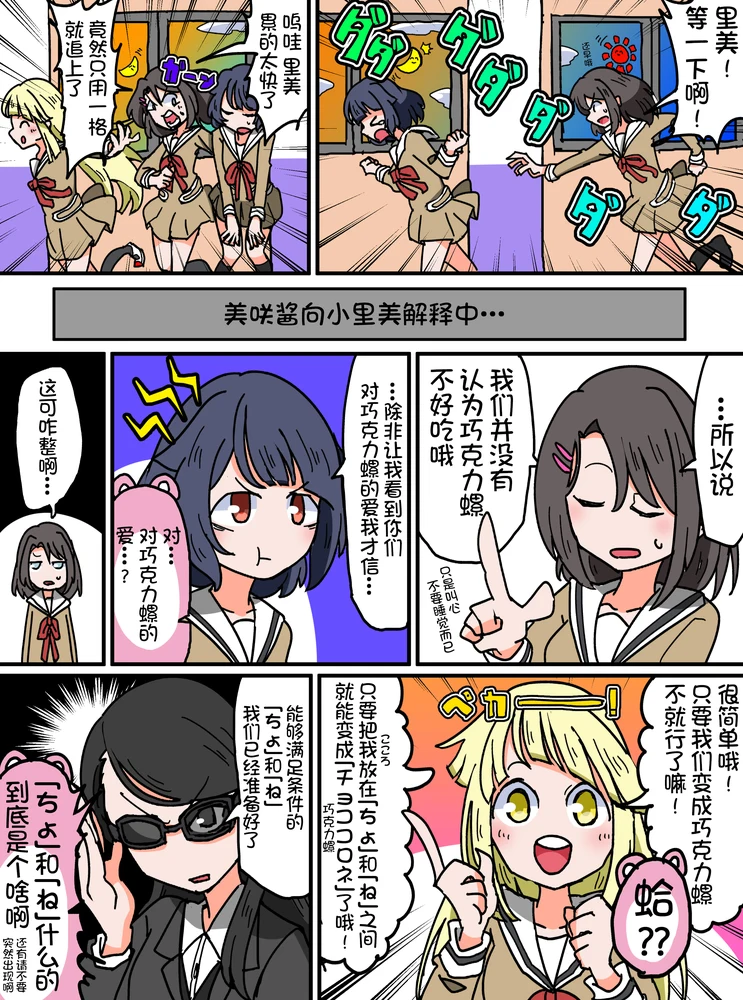 里美！
等一下啊！
还早哦
ダダダ
ダダダ
ダダダ
呜哇 里美
累的太快了
ガーン
竟然只用一格
就追上了
美咲酱向小里美解释中…
…所以说
我们并没有
认为巧克力螺
不好吃哦
只是叫心
不要睡觉而已
…除非让我看到你们
对巧克力螺的爱我才信…
对…
对巧克力螺的
爱…？
这可咋整啊…
很简单哦！
只要我们变成巧克力螺
不就行了嘛！
蛤??
ペカーーー！
只要把我放在「ちょ」和「ね」之间
こころ
就能变成「チョココロネ」了哦！
巧克力螺
能够满足条件的
「ちょ」和「ね」
我们已经准备好了
「ちょ」和「ね」什么的
到底是个啥啊
还有请不要
突然出现啊